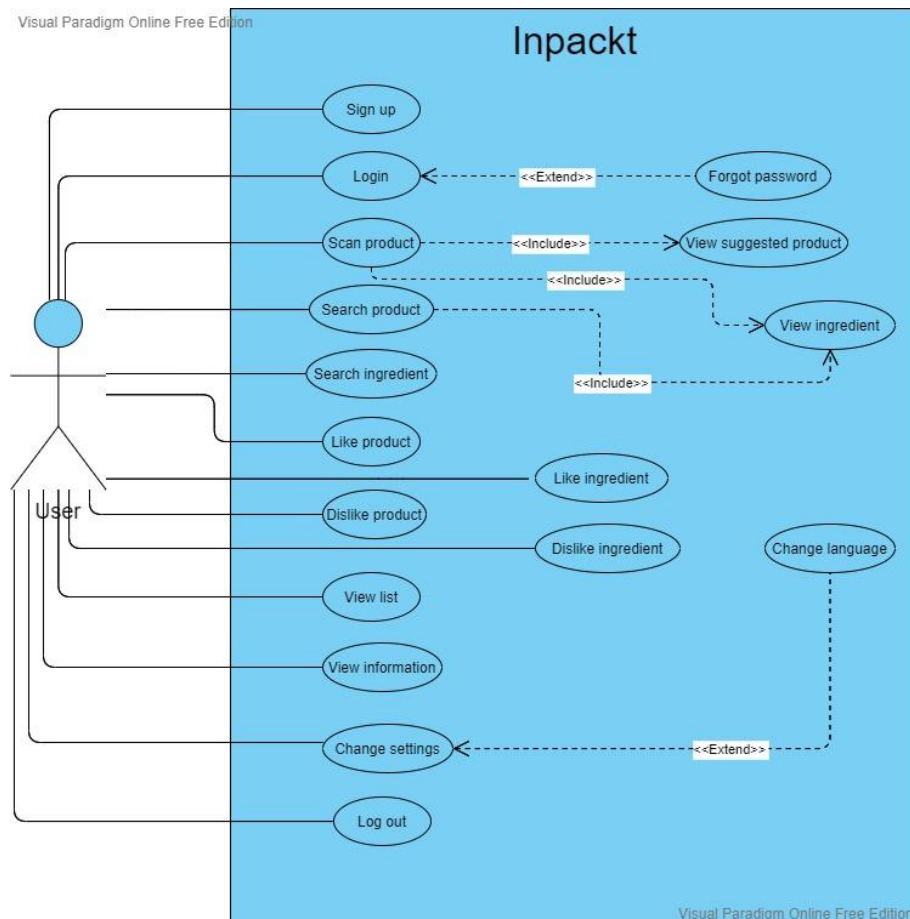 Visual Paradigm Online Free Edition
Inpackt
Sign up
Login
<<Extend>>
Forgot password
Scan product
<<Include>>
View suggested product
<<Include>>
Search product
View ingredient
Search ingredient
<<Include>>
Like product
Like ingredient
User
Dislike product
Dislike ingredient
Change language
View list
View information
Change settings
<<Extend>>
Log out
Visual Paradigm Online Free Edition